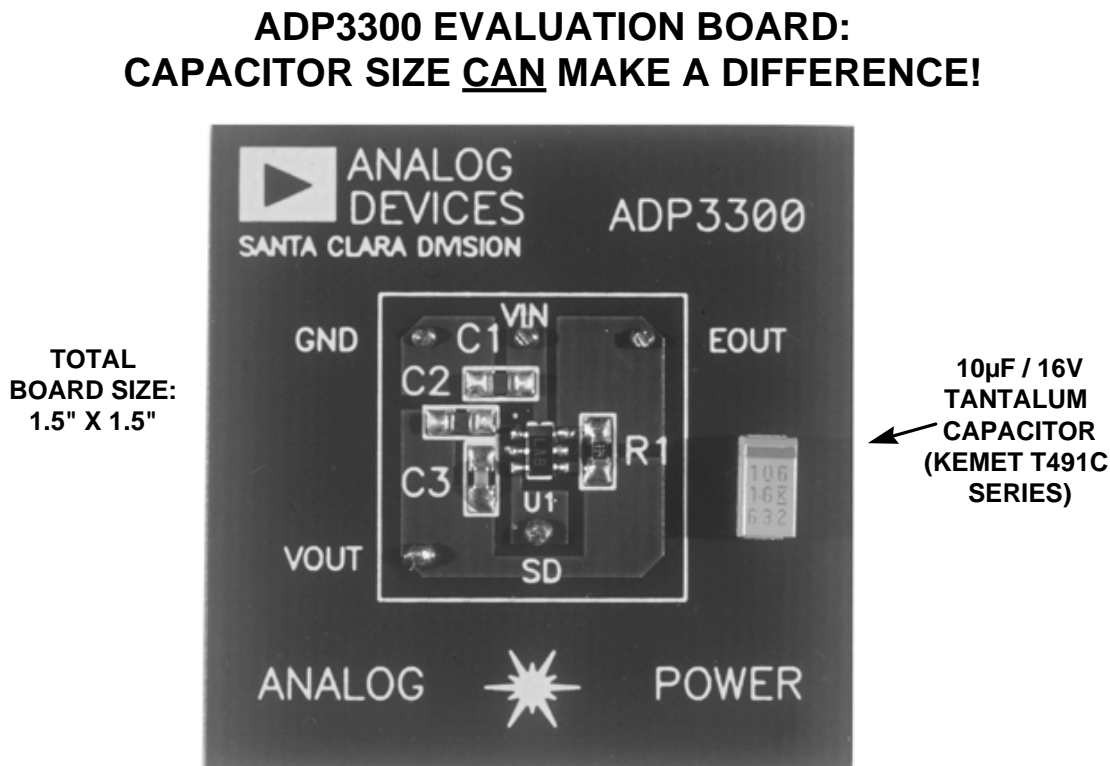 ADP3300 EVALUATION BOARD:
CAPACITOR SIZE CAN MAKE A DIFFERENCE!
ANALOG
DEVICES
SANTA CLARA DIVISION
ADP3300
GND
C1
VIN
EOUT
C2
C3
R1
LAB
U1
VOUT
SD
TOTAL
BOARD SIZE:
1.5" X 1.5"
10µF / 16V
TANTALUM
CAPACITOR
(KEMET T491C
SERIES)
106
16K
632
ANALOG
POWER